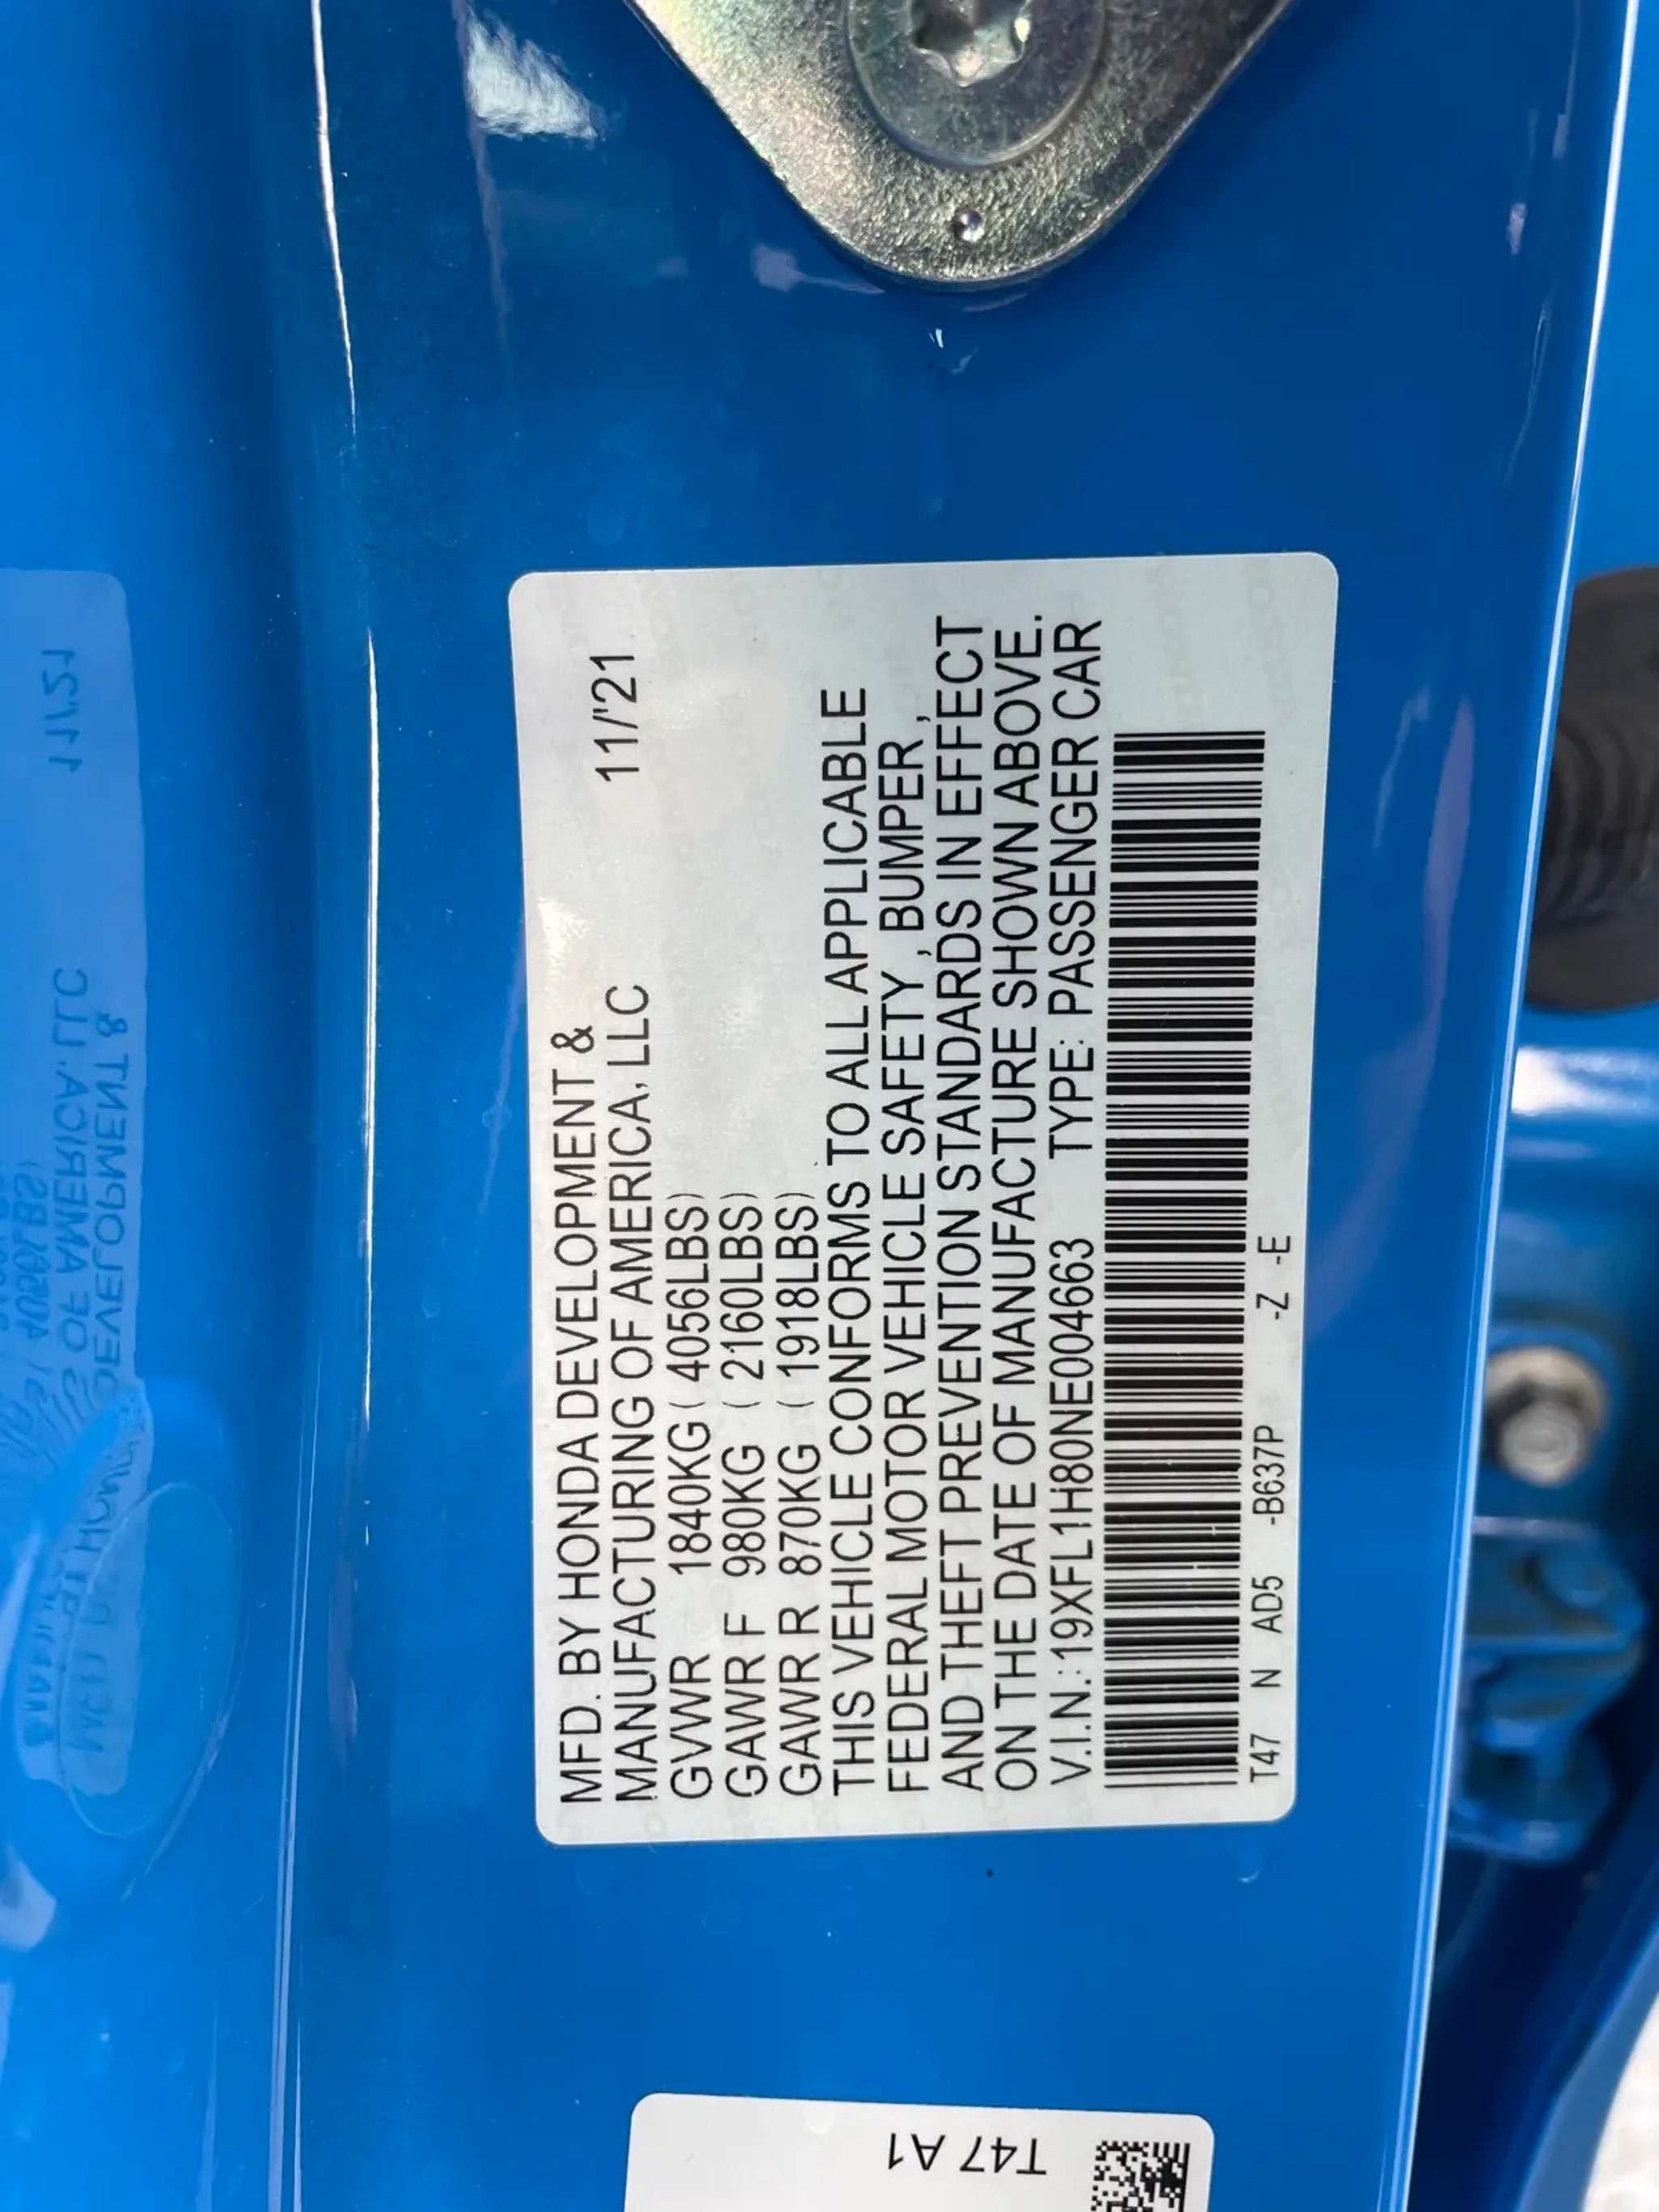 MFD. BY HONDA DEVELOPMENT &
MANUFACTURING OF AMERICA, LLC 11/'21
GVWR 1840KG ( 4056LBS)
GAWR F 980KG ( 2160LBS)
GAWR R 870KG ( 1918LBS)
THIS VEHICLE CONFORMS TO ALL APPLICABLE
FEDERAL MOTOR VEHICLE SAFETY , BUMPER ,
AND THEFT PREVENTION STANDARDS IN EFFECT
ON THE DATE OF MANUFACTURE SHOWN ABOVE.
V.I.N.: 19XFL1H80NE004663 TYPE: PASSENGER CAR
T47 N AD5 -B637P -Z -E
T47 A1